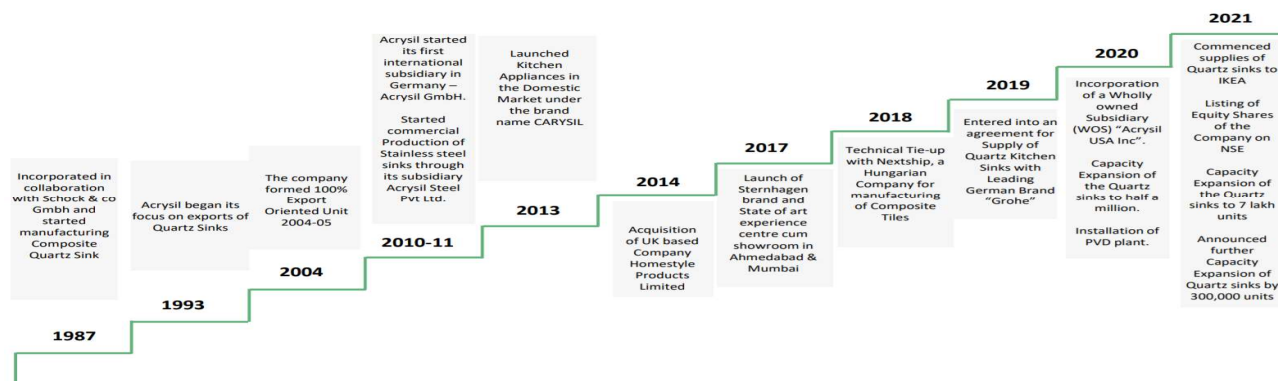 Incorporated in
collaboration
with Schock & co
Gmbh and
started
manufacturing
Composite
Quartz Sink
1987
Acrysil began its
focus on exports of
Quartz Sinks
1993
The company
formed 100%
Export
Oriented Unit
2004-05
2004
Acrysil started
its first
international
subsidiary in
Germany –
Acrysil GmbH.
Started
commercial
Production of
Stainless steel
sinks through
its subsidiary
Acrysil Steel
Pvt Ltd.
2010-11
Launched
Kitchen
Appliances in
the Domestic
Market under
the brand
name CARYSIL
2013
2014
Acquisition
of UK based
Company
Homestyle
Products
Limited
2017
Launch of
Sternhagen
brand and
State of art
experience
centre cum
showroom in
Ahmedabad &
Mumbai
2018
Technical Tie-up
with Nextship, a
Hungarian
Company for
manufacturing
of Composite
Tiles
2019
Entered into an
agreement for
Supply of
Quartz Kitchen
Sinks with
Leading
German Brand
“Grohe”
2020
Incorporation
of a Wholly
owned
Subsidiary
(WOS) “Acrysil
USA Inc”.
Capacity
Expansion of
the Quartz
sinks to half a
million.
Installation of
PVD plant.
2021
Commenced
supplies of
Quartz sinks to
IKEA
Listing of
Equity Shares
of the
Company on
NSE
Capacity
Expansion of
the Quartz
sinks to 7 lakh
units
Announced
further
Capacity
Expansion of
Quartz sinks by
300,000 units